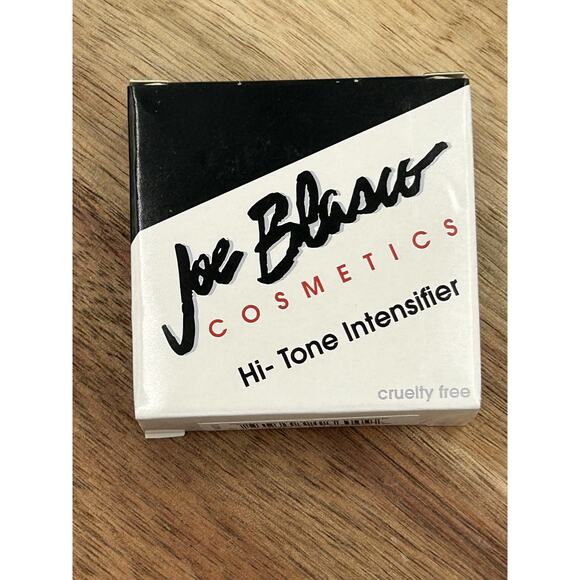 Joe Blasco
COSMETICS
Hi- Tone Intensifier
cruelty free